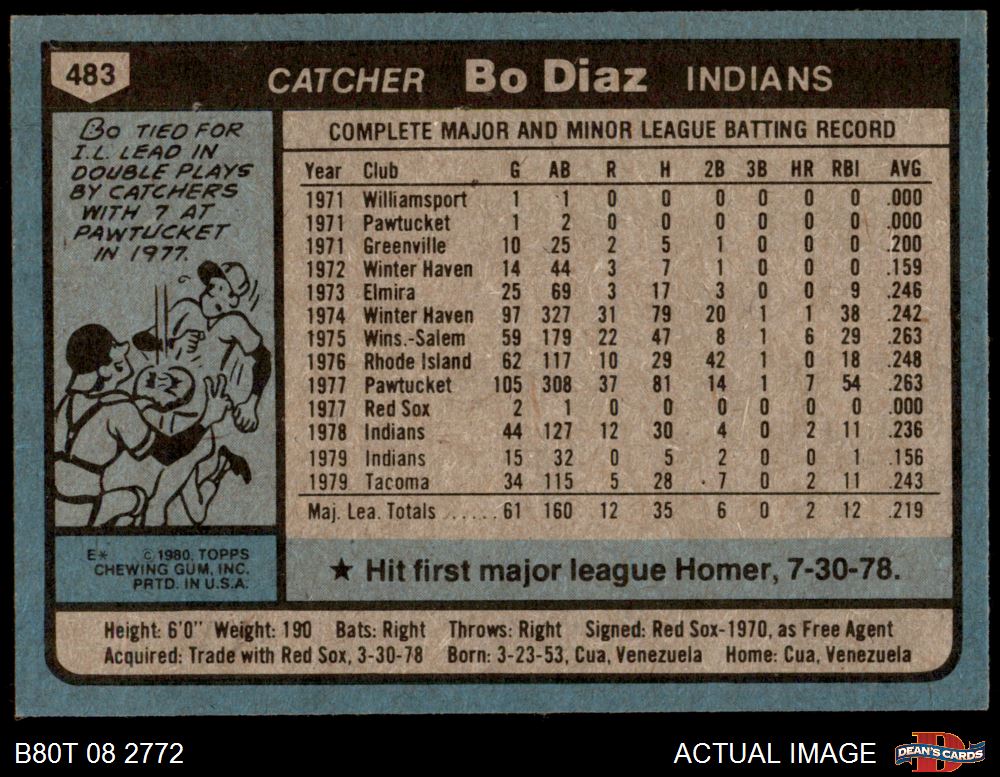 483 CATCHER Bo Diaz INDIANS
Bo TIED FOR
I.L. LEAD IN
DOUBLE PLAYS
BY CATCHERS
WITH 7 AT
PAWTUCKET
IN 1977.
COMPLETE MAJOR AND MINOR LEAGUE BATTING RECORD
Year Club G AB R H 2B 3B HR RBI AVG
1971 Williamsport 1 1 0 0 0 0 0 0 .000
1971 Pawtucket 1 2 0 0 0 0 0 0 .000
1971 Greenville 10 25 2 5 1 0 0 0 .200
1972 Winter Haven 14 44 3 7 1 0 0 0 .159
1973 Elmira 25 69 3 17 3 0 0 9 .246
1974 Winter Haven 97 327 31 79 20 1 1 38 .242
1975 Wins.-Salem 59 179 22 47 8 1 6 29 .263
1976 Rhode Island 62 117 10 29 42 1 0 18 .248
1977 Pawtucket 105 308 37 81 14 1 7 54 .263
1977 Red Sox 2 1 0 0 0 0 0 0 .000
1978 Indians 44 127 12 30 4 0 2 11 .236
1979 Indians 15 32 0 5 2 0 0 1 .156
1979 Tacoma 34 115 5 28 7 0 2 11 .243
Maj. Lea. Totals ...... 61 160 12 35 6 0 2 12 .219
E* © 1980, TOPPS
CHEWING GUM, INC.
PRTD. IN U.S.A.
★ Hit first major league Homer, 7-30-78.
Height: 6'0" Weight: 190 Bats: Right Throws: Right Signed: Red Sox-1970, as Free Agent
Acquired: Trade with Red Sox, 3-30-78 Born: 3-23-53, Cua, Venezuela Home: Cua, Venezuela
B80T 08 2772 ACTUAL IMAGE DEAN'S CARDS